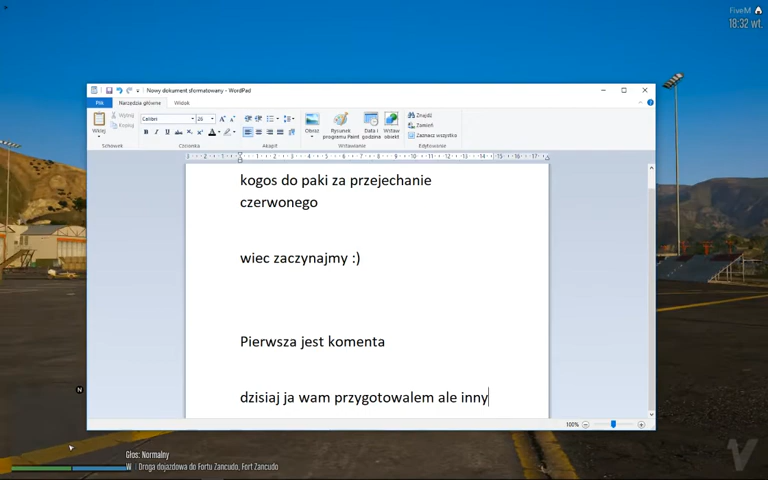 FiveM
18:32 wt.
Nowy dokument sformatowany - WordPad
Plik Narzędzia główne Widok
Wklej
Wytnij
Kopiuj
Calibri 26
Obraz
Rysunek programu Paint
Data i godzina
Wstaw obiekt
Znajdź
Zamień
Zaznacz wszystko
Schowek Czcionka Akapit Wstawianie Edytowanie
kogos do paki za przejechanie
czerwonego
wiec zaczynajmy :)
Pierwsza jest komenta
dzisiaj ja wam przygotowalem ale inny
100%
N
Głos: Normalny
W | Droga dojazdowa do Fortu Zancudo, Fort Zancudo